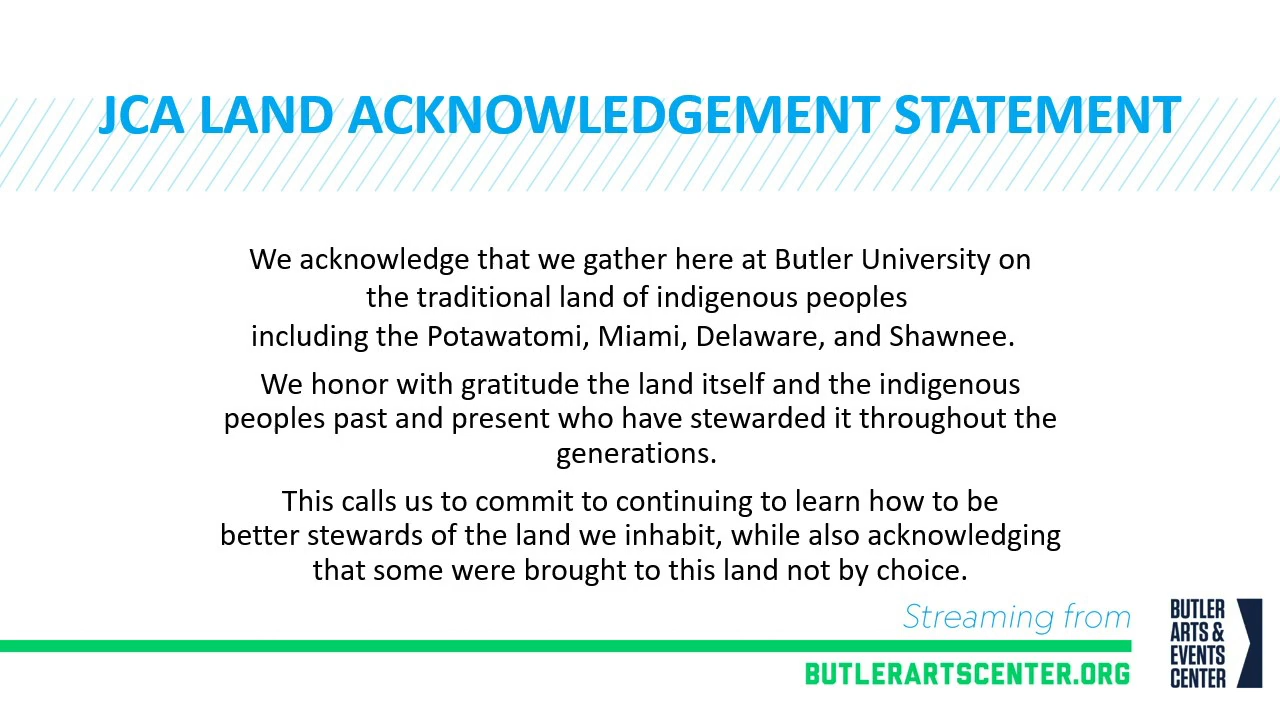 JCA LAND ACKNOWLEDGEMENT STATEMENT
We acknowledge that we gather here at Butler University on
the traditional land of indigenous peoples
including the Potawatomi, Miami, Delaware, and Shawnee.
We honor with gratitude the land itself and the indigenous
peoples past and present who have stewarded it throughout the
generations.
This calls us to commit to continuing to learn how to be
better stewards of the land we inhabit, while also acknowledging
that some were brought to this land not by choice.
Streaming from
BUTLERARTSCENTER.ORG
BUTLER
ARTS &
EVENTS
CENTER